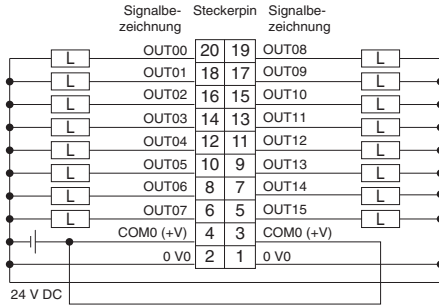 Signalbe- Steckerpin Signalbe-
zeichnung zeichnung
L OUT00 20 19 OUT08 L
L OUT01 18 17 OUT09 L
L OUT02 16 15 OUT10 L
L OUT03 14 13 OUT11 L
L OUT04 12 11 OUT12 L
L OUT05 10 9 OUT13 L
L OUT06 8 7 OUT14 L
L OUT07 6 5 OUT15 L
COM0 (+V) 4 3 COM0 (+V)
0 V0 2 1 0 V0
24 V DC